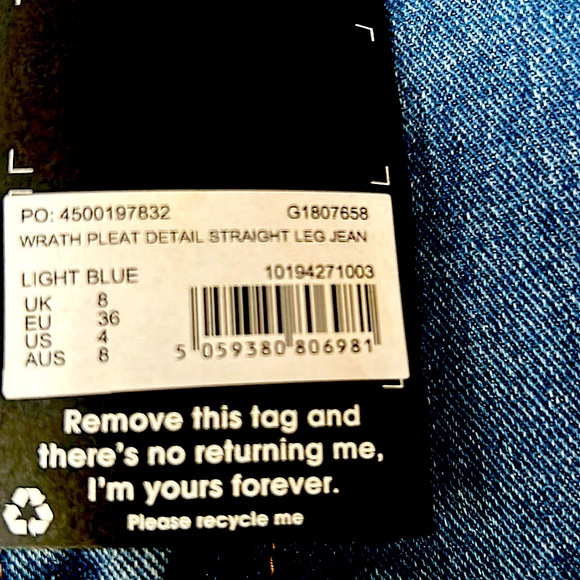 PO: 4500197832 G1807658
WRATH PLEAT DETAIL STRAIGHT LEG JEAN
LIGHT BLUE 10194271003
UK 8
EU 36
US 4
AUS 8
5 059380 806981
Remove this tag and
there's no returning me,
I'm yours forever.
Please recycle me